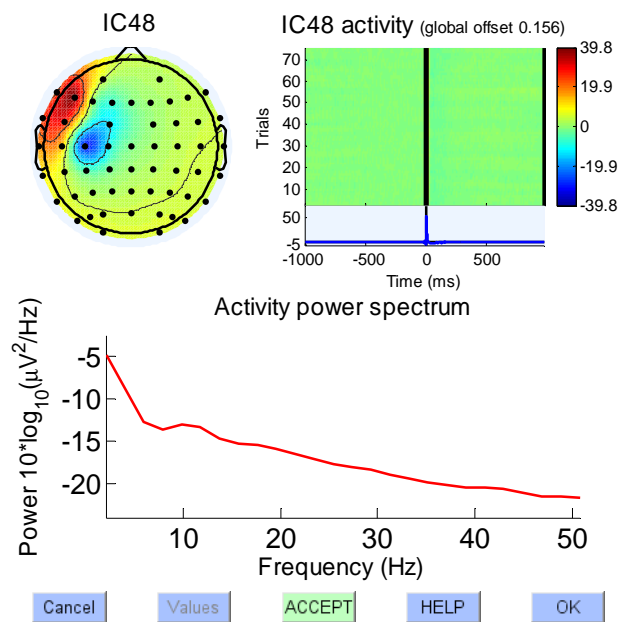 IC48
IC48 activity (global offset 0.156)
70
60
50
40
30
20
10
Trials
39.8
19.9
0
-19.9
-39.8
50
-5
-1000 -500 0 500
Time (ms)
Activity power spectrum
-5
-10
-15
-20
Power 10*log10(μV2/Hz)
10 20 30 40 50
Frequency (Hz)
Cancel Values ACCEPT HELP OK